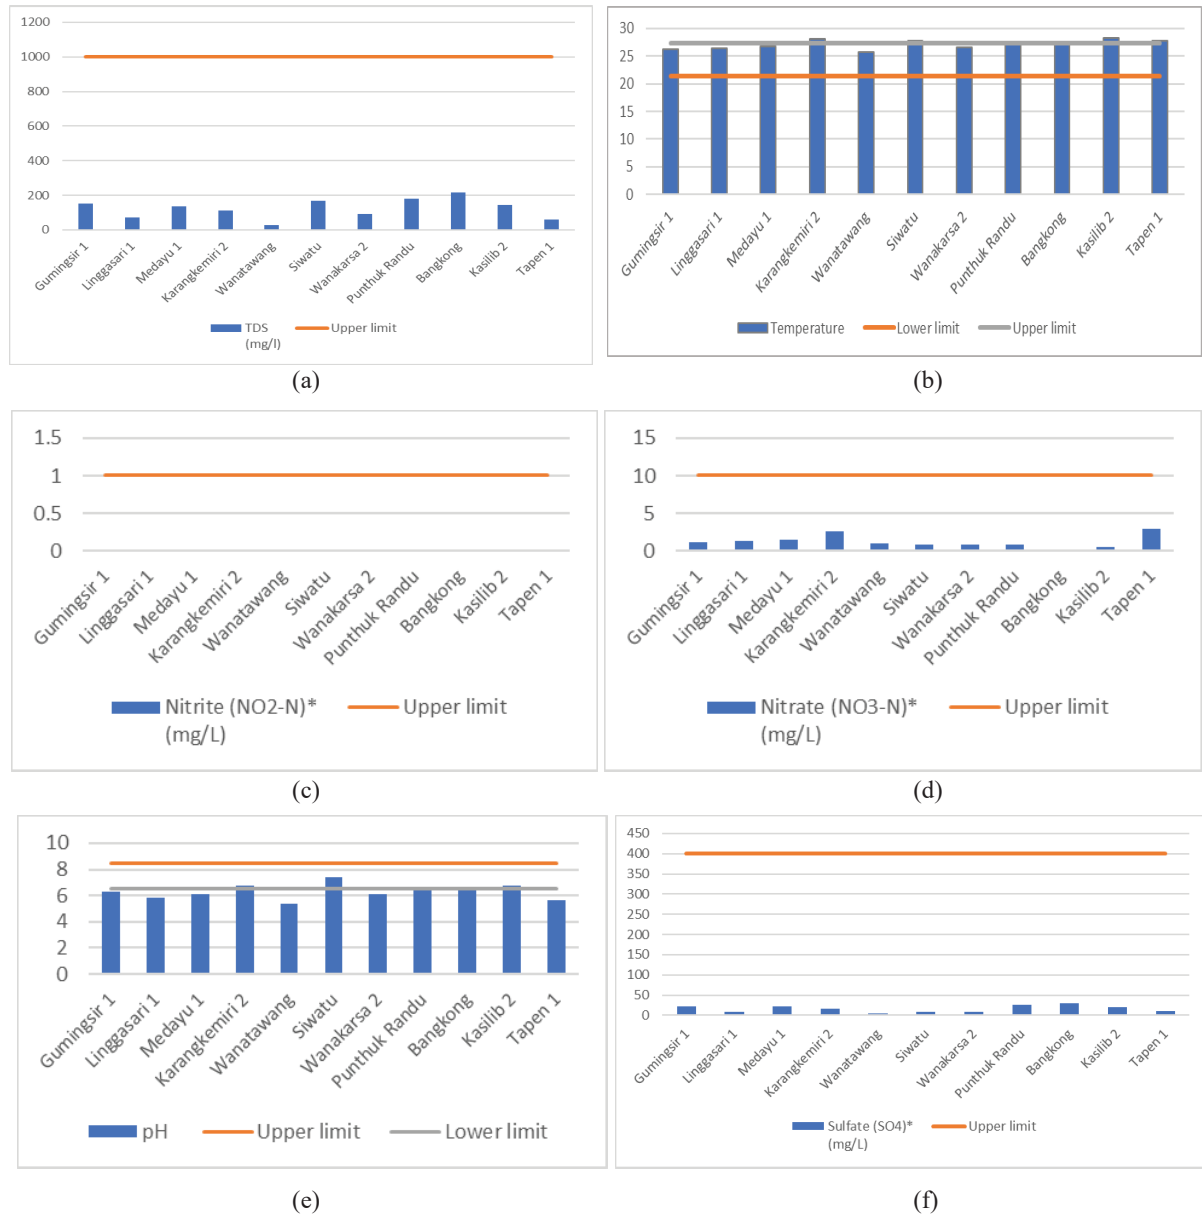 1200
1000
800
600
400
200
0
Gumingsir 1
Linggasari 1
Medayu 1
Karangkemiri 2
Wanatawang
Siwatu
Wanakarsa 2
Punthuk Randu
Bangkong
Kasilib 2
Tapen 1
TDS
(mg/l)
Upper limit
(a)
30
25
20
15
10
5
0
Gumingsir 1
Linggasari 1
Medayu 1
Karangkemiri 2
Wanatawang
Siwatu
Wanakarsa 2
Punthuk Randu
Bangkong
Kasilib 2
Tapen 1
Temperature
Lower limit
Upper limit
(b)
1.5
1
0.5
0
Gumingsir 1
Linggasari 1
Medayu 1
Karangkemiri 2
Wanatawang
Siwatu
Wanakarsa 2
Punthuk Randu
Bangkong
Kasilib 2
Tapen 1
Nitrite (NO2-N)*
(mg/L)
Upper limit
(c)
15
10
5
0
Gumingsir 1
Linggasari 1
Medayu 1
Karangkemiri 2
Wanatawang
Siwatu
Wanakarsa 2
Punthuk Randu
Bangkong
Kasilib 2
Tapen 1
Nitrate (NO3-N)*
(mg/L)
Upper limit
(d)
10
8
6
4
2
0
Gumingsir 1
Linggasari 1
Medayu 1
Karangkemiri 2
Wanatawang
Siwatu
Wanakarsa 2
Punthuk Randu
Bangkong
Kasilib 2
Tapen 1
pH
Upper limit
Lower limit
(e)
450
400
350
300
250
200
150
100
50
0
Gumingsir 1
Linggasari 1
Medayu 1
Karangkemiri 2
Wanatawang
Siwatu
Wanakarsa 2
Punthuk Randu
Bangkong
Kasilib 2
Tapen 1
Sulfate (SO4)*
(mg/L)
Upper limit
(f)